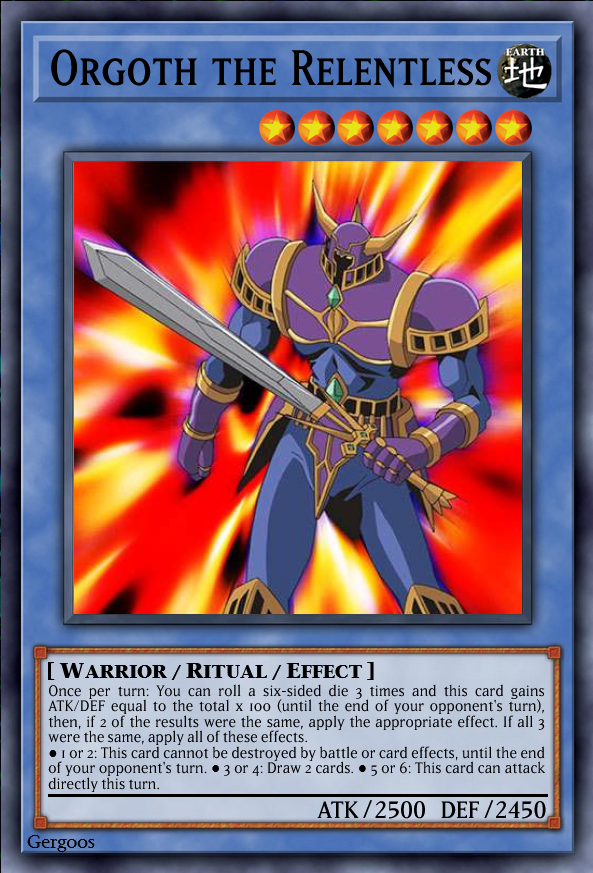 Orgoth the Relentless
EARTH
地
[ Warrior / Ritual / Effect ]
Once per turn: You can roll a six-sided die 3 times and this card gains
ATK/DEF equal to the total x 100 (until the end of your opponent's turn),
then, if 2 of the results were the same, apply the appropriate effect. If all 3
were the same, apply all of these effects.
● 1 or 2: This card cannot be destroyed by battle or card effects, until the end
of your opponent's turn. ● 3 or 4: Draw 2 cards. ● 5 or 6: This card can attack
directly this turn.
ATK/2500 DEF/2450
Gergoos